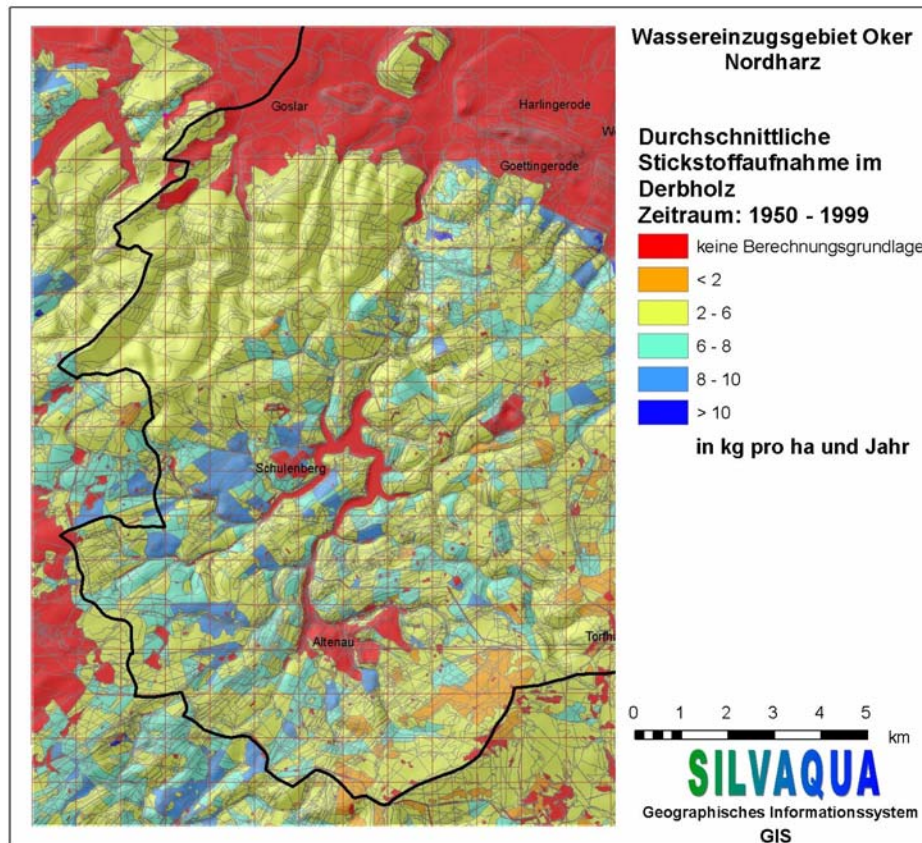 Wassereinzugsgebiet Oker
Nordharz
Durchschnittliche
Stickstoffaufnahme im
Derbholz
Zeitraum: 1950 - 1999
keine Berechnungsgrundlage
< 2
2 - 6
6 - 8
8 - 10
> 10
in kg pro ha und Jahr
Goslar
Harlingerode
Goettingerode
Schulenberg
Altenau
0 1 2 3 4 5
km
SILVAQUA
Geographisches Informationssystem
GIS